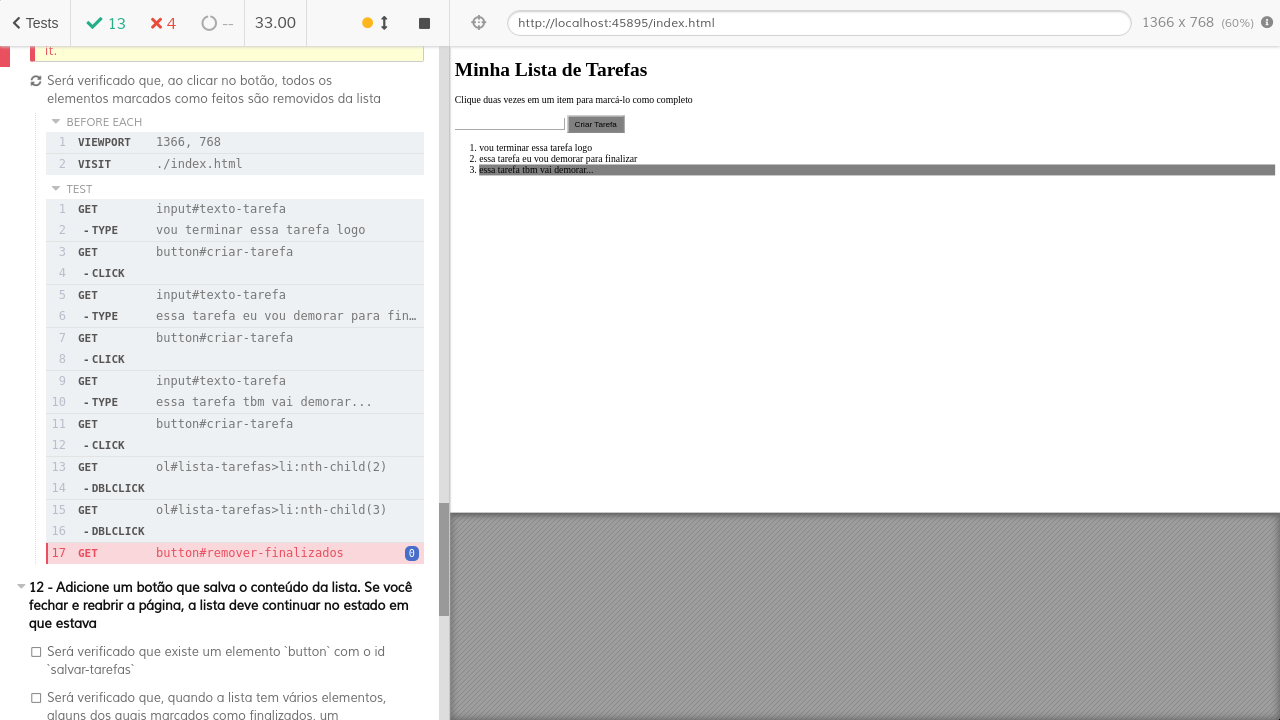 Tests 13 4 -- 33.00
http://localhost:45895/index.html 1366 x 768 (60%)
it.
Será verificado que, ao clicar no botão, todos os
elementos marcados como feitos são removidos da lista
BEFORE EACH
1 VIEWPORT 1366, 768
2 VISIT ./index.html
TEST
1 GET input#texto-tarefa
2 -TYPE vou terminar essa tarefa logo
3 GET button#criar-tarefa
4 -CLICK
5 GET input#texto-tarefa
6 -TYPE essa tarefa eu vou demorar para fin…
7 GET button#criar-tarefa
8 -CLICK
9 GET input#texto-tarefa
10 -TYPE essa tarefa tbm vai demorar...
11 GET button#criar-tarefa
12 -CLICK
13 GET ol#lista-tarefas>li:nth-child(2)
14 -DBLCLICK
15 GET ol#lista-tarefas>li:nth-child(3)
16 -DBLCLICK
17 GET button#remover-finalizados 0
12 - Adicione um botão que salva o conteúdo da lista. Se você
fechar e reabrir a página, a lista deve continuar no estado em
que estava
Será verificado que existe um elemento `button` com o id
`salvar-tarefas`
Será verificado que, quando a lista tem vários elementos,
alguns dos quais marcados como finalizados, um
Minha Lista de Tarefas
Clique duas vezes em um item para marcá-lo como completo
Criar Tarefa
1. vou terminar essa tarefa logo
2. essa tarefa eu vou demorar para finalizar
3. essa tarefa tbm vai demorar...